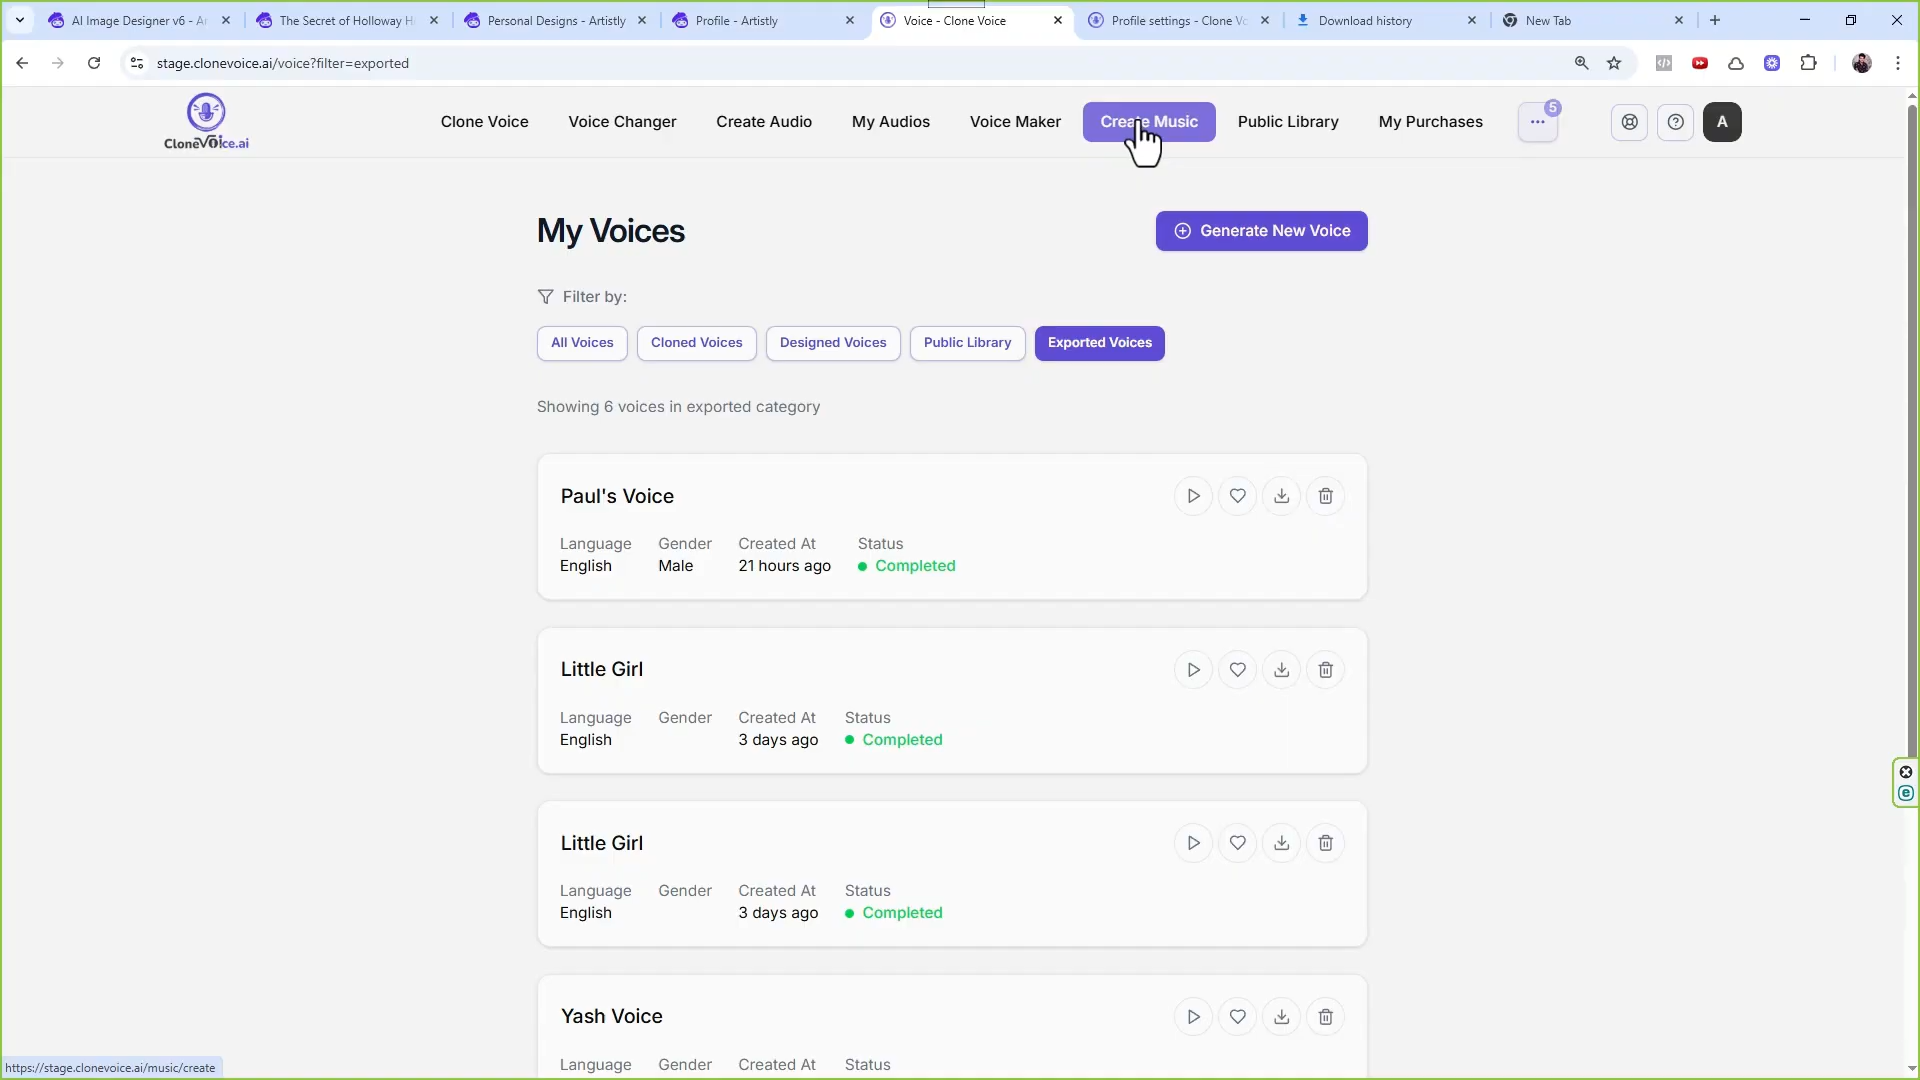 AI Image Designer v6 - Ar
The Secret of Holloway H
Personal Designs - Artistly
Profile - Artistly
Voice - Clone Voice
Profile settings - Clone Vo
Download history
New Tab
stage.clonevoice.ai/voice?filter=exported
CloneVoice.ai
Clone Voice
Voice Changer
Create Audio
My Audios
Voice Maker
Create Music
Public Library
My Purchases
5
A
My Voices
Generate New Voice
Filter by:
All Voices
Cloned Voices
Designed Voices
Public Library
Exported Voices
Showing 6 voices in exported category
Paul's Voice
Language Gender Created At Status
English Male 21 hours ago Completed
Little Girl
Language Gender Created At Status
English 3 days ago Completed
Little Girl
Language Gender Created At Status
English 3 days ago Completed
Yash Voice
Language Gender Created At Status
https://stage.clonevoice.ai/music/create